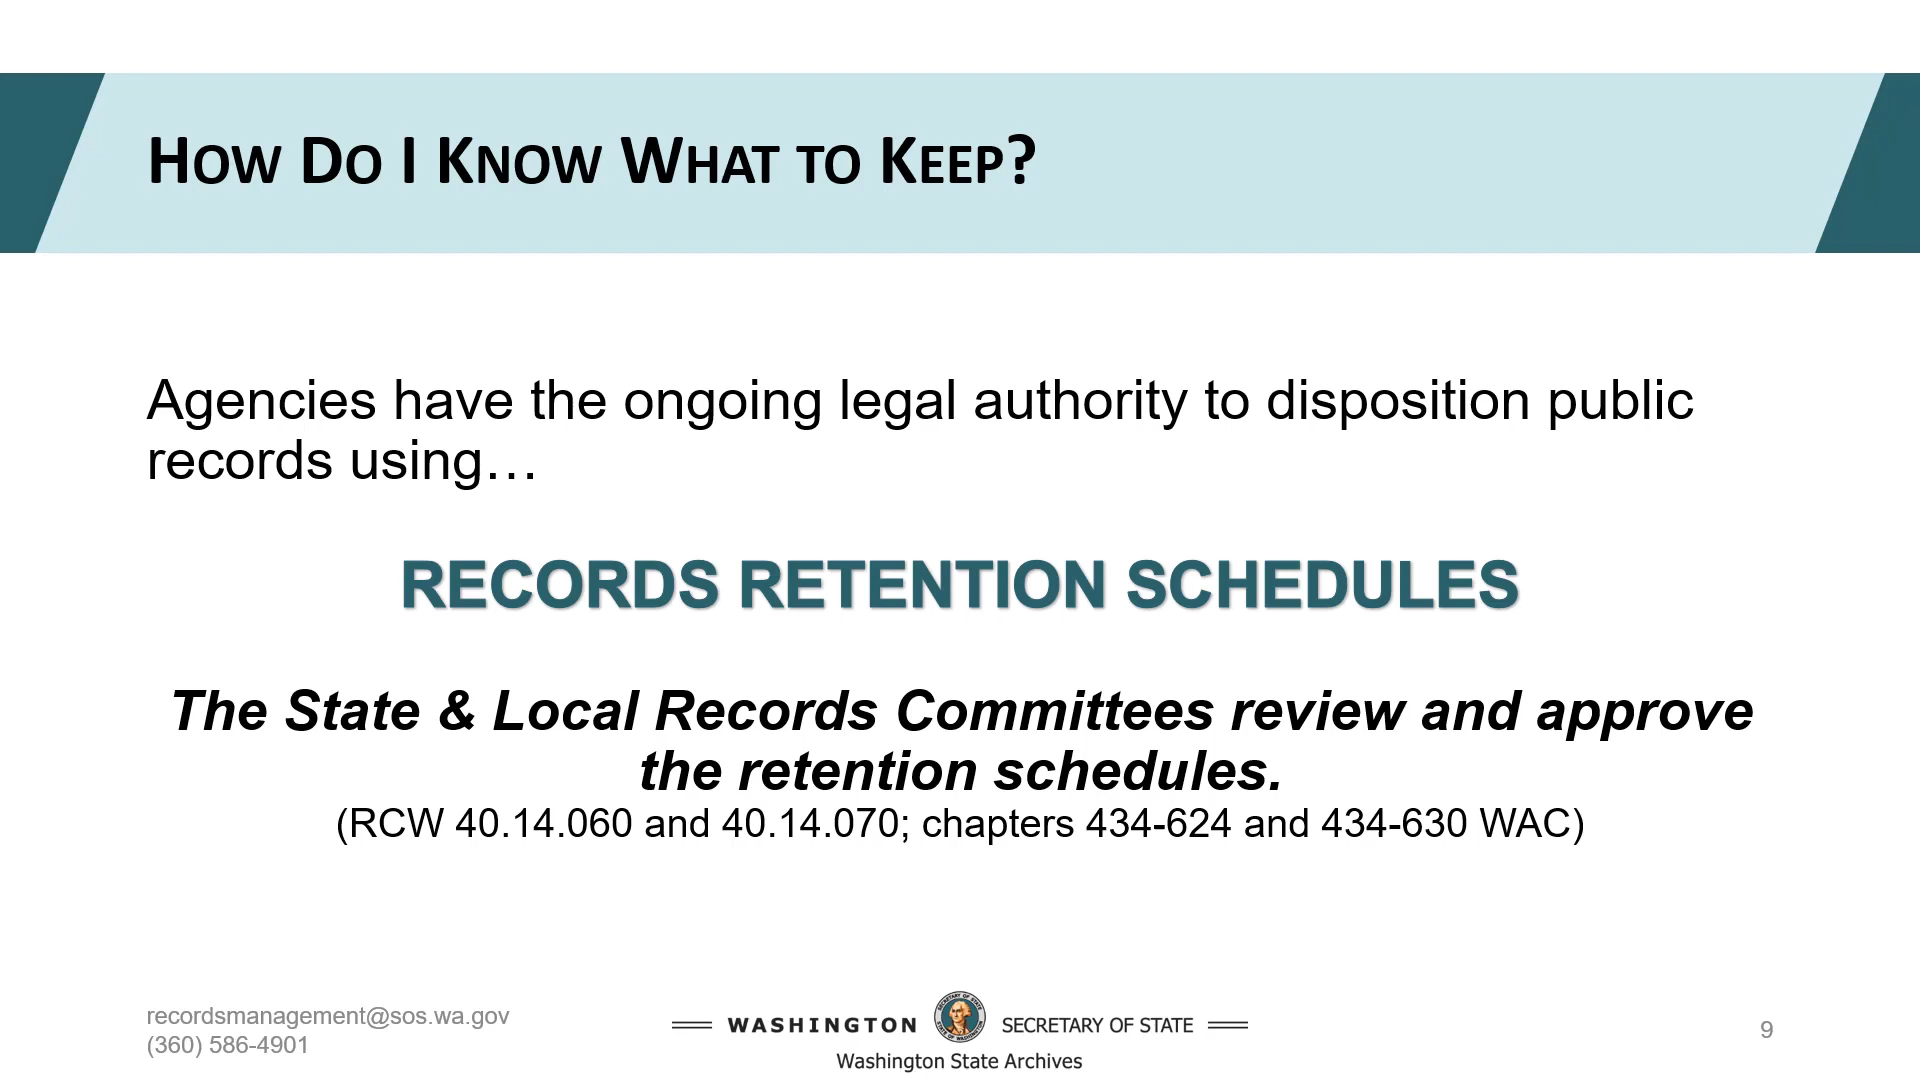 HOW DO I KNOW WHAT TO KEEP?
Agencies have the ongoing legal authority to disposition public
records using…
RECORDS RETENTION SCHEDULES
The State & Local Records Committees review and approve
the retention schedules.
(RCW 40.14.060 and 40.14.070; chapters 434-624 and 434-630 WAC)
recordsmanagement@sos.wa.gov
(360) 586-4901
WASHINGTON SECRETARY OF STATE
Washington State Archives
9